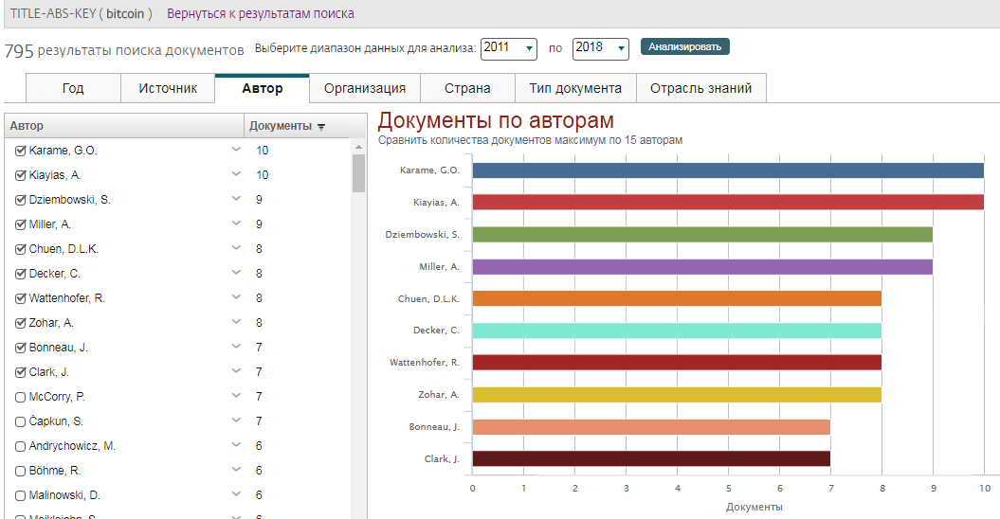 TITLE-ABS-KEY ( bitcoin ) Вернуться к результатам поиска
795 результаты поиска документов Выберите диапазон данных для анализа: 2011 по 2018 Анализировать
Год Источник Автор Организация Страна Тип документа Отрасль знаний
Автор Документы
Karame, G.O. 10
Kiayias, A. 10
Dziembowski, S. 9
Miller, A. 9
Chuen, D.L.K. 8
Decker, C. 8
Wattenhofer, R. 8
Zohar, A. 8
Bonneau, J. 7
Clark, J. 7
McCorry, P. 7
Čapkun, S. 7
Andrychowicz, M. 6
Böhme, R. 6
Malinowski, D. 6
Документы по авторам
Сравнить количества документов максимум по 15 авторам
Karame, G.O.
Kiayias, A.
Dziembowski, S.
Miller, A.
Chuen, D.L.K.
Decker, C.
Wattenhofer, R.
Zohar, A.
Bonneau, J.
Clark, J.
0 1 2 3 4 5 6 7 8 9 10
Документы